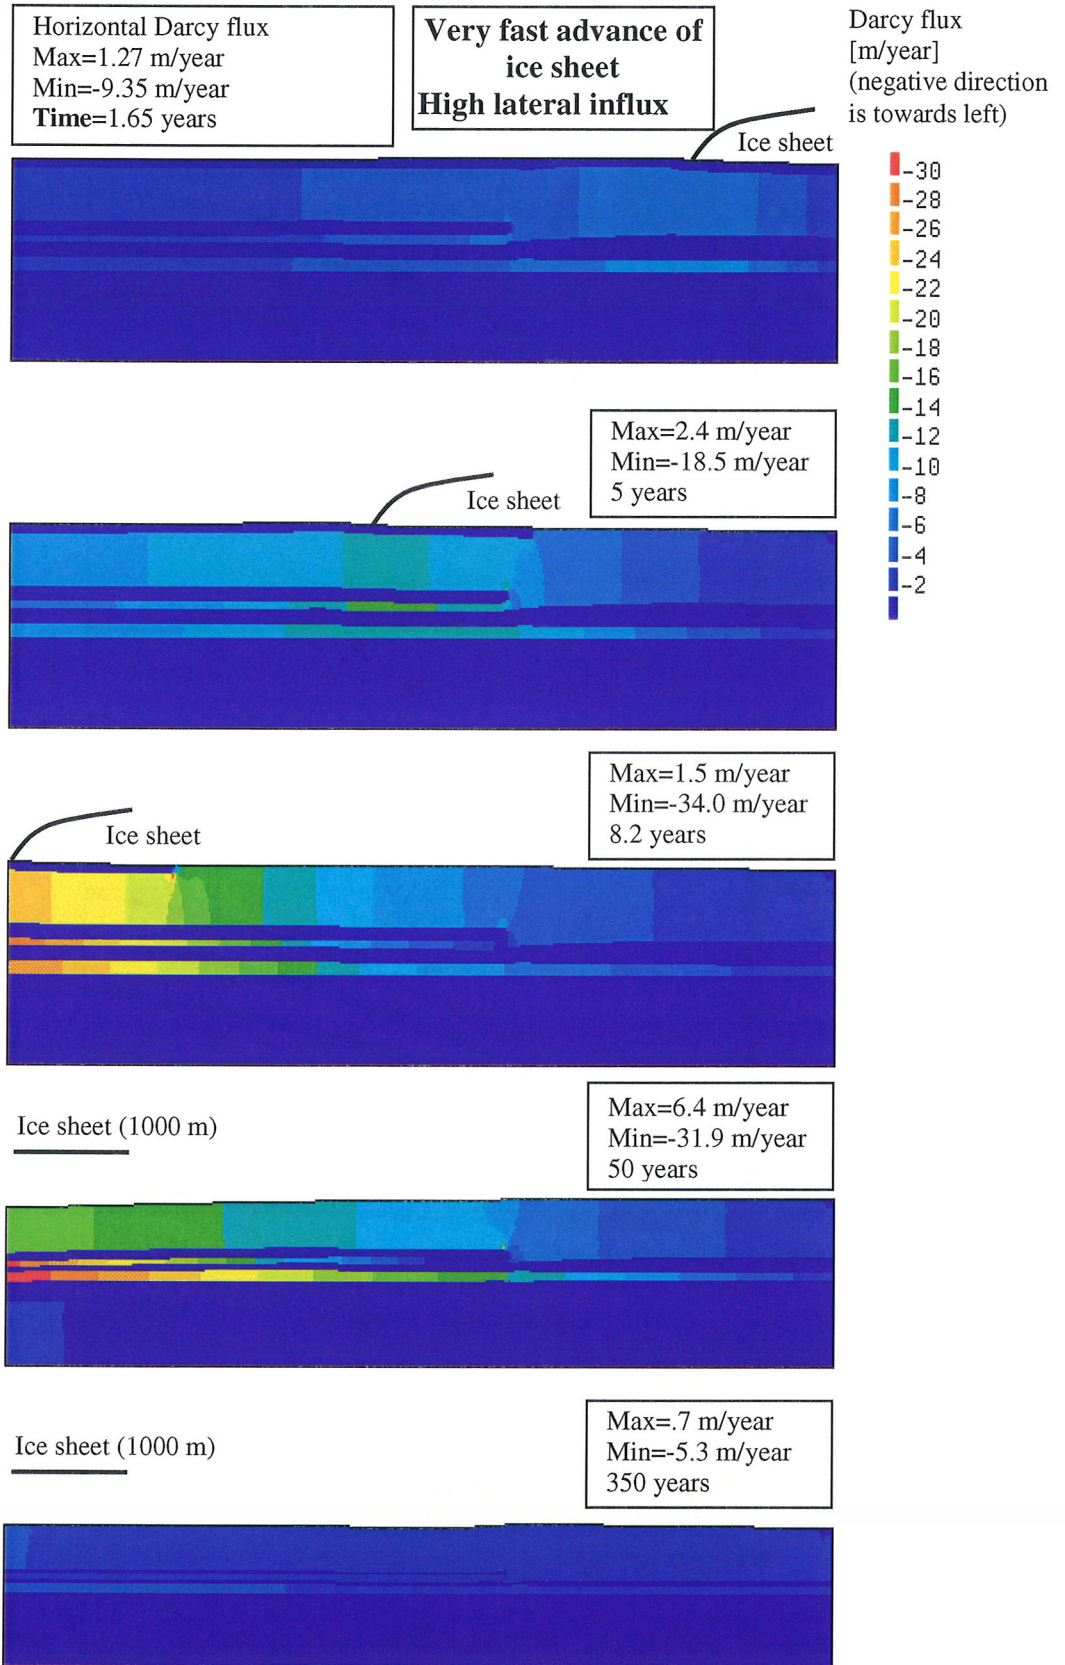 Horizontal Darcy flux
Max=1.27 m/year
Min=-9.35 m/year
Time=1.65 years
Very fast advance of
ice sheet
High lateral influx
Darcy flux
[m/year]
(negative direction
is towards left)
Ice sheet
-30
-28
-26
-24
-22
-20
-18
-16
-14
-12
-10
-8
-6
-4
-2
Max=2.4 m/year
Min=-18.5 m/year
5 years
Ice sheet
Max=1.5 m/year
Min=-34.0 m/year
8.2 years
Ice sheet
Max=6.4 m/year
Min=-31.9 m/year
50 years
Ice sheet (1000 m)
Max=.7 m/year
Min=-5.3 m/year
350 years
Ice sheet (1000 m)